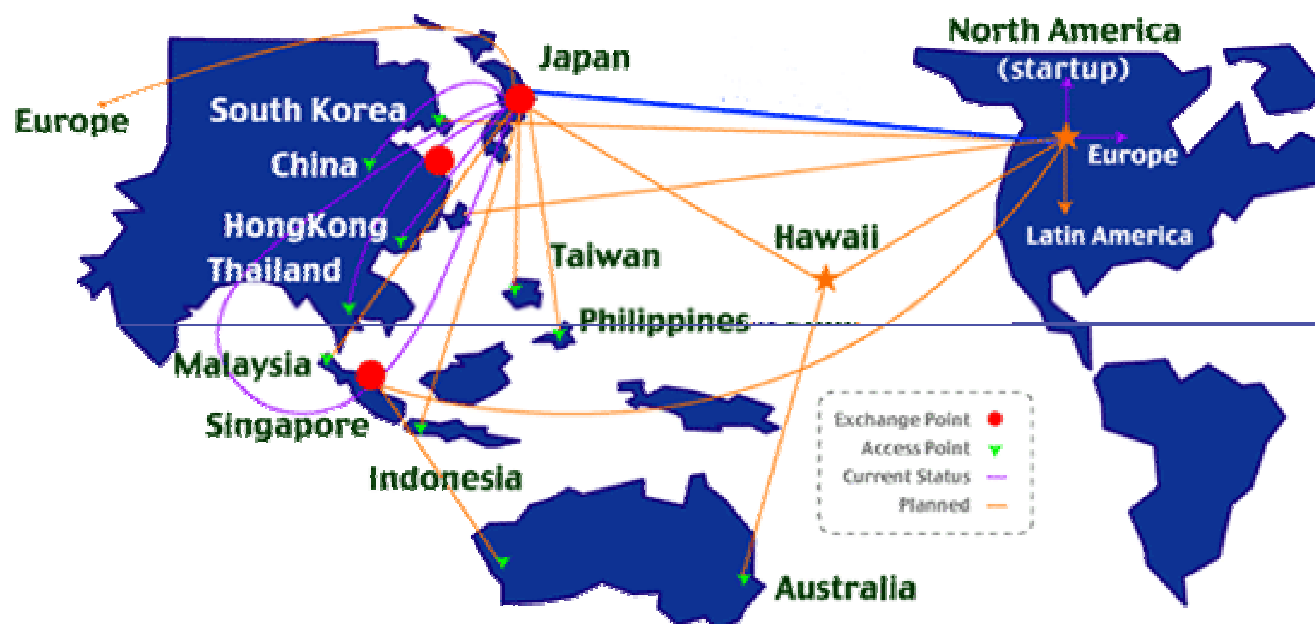 North America
(startup)
Japan
South Korea
Europe
China
Europe
HongKong
Latin America
Hawaii
Thailand
Taiwan
Philippines
Malaysia
Singapore
Exchange Point
Access Point
Current Status
Planned
Indonesia
Australia